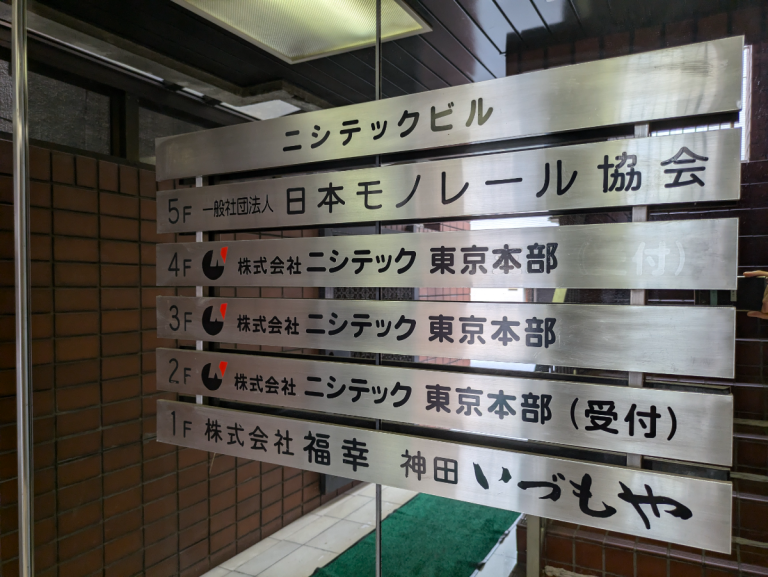 ニシテックビル
5F 一般社団法人 日本モノレール協会
4F 株式会社 ニシテック 東京本部
3F 株式会社 ニシテック 東京本部
2F 株式会社 ニシテック 東京本部 (受付)
1F 株式会社 福幸 神田 いづもや